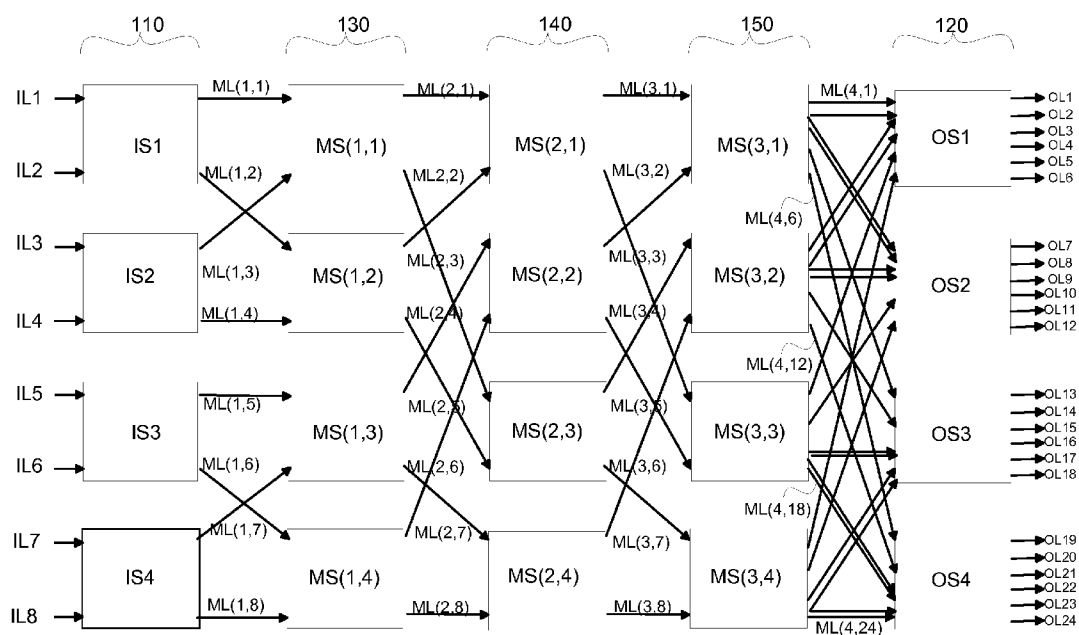 110 130 140 150 120
ML(1,1) ML(2,1) ML(3,1) ML(4,1)
IL1 OL1
OL2
IS1 MS(1,1) MS(2,1) MS(3,1) OS1 OL3
OL4
IL2 ML(1,2) ML2,2) ML(3,2) OL5
OL6
ML(4,6)
IL3 OL7
ML(1,3) ML(2,3) ML(3,3) OL8
IS2 MS(1,2) MS(2,2) MS(3,2) OS2 OL9
OL10
IL4 ML(1,4) ML(2,4) ML(3,4) OL11
OL12
ML(4,12)
IL5 OL13
ML(1,5) ML(2,5) ML(3,5) OL14
IS3 MS(1,3) MS(2,3) MS(3,3) OS3 OL15
OL16
IL6 ML(1,6) ML(2,6) ML(3,6) OL17
OL18
ML(4,18)
IL7 ML(1,7) ML(2,7) ML(3,7) OL19
OL20
IS4 MS(1,4) MS(2,4) MS(3,4) OS4 OL21
OL22
IL8 ML(1,8) ML(2,8) ML(3,8) OL23
ML(4,24) OL24